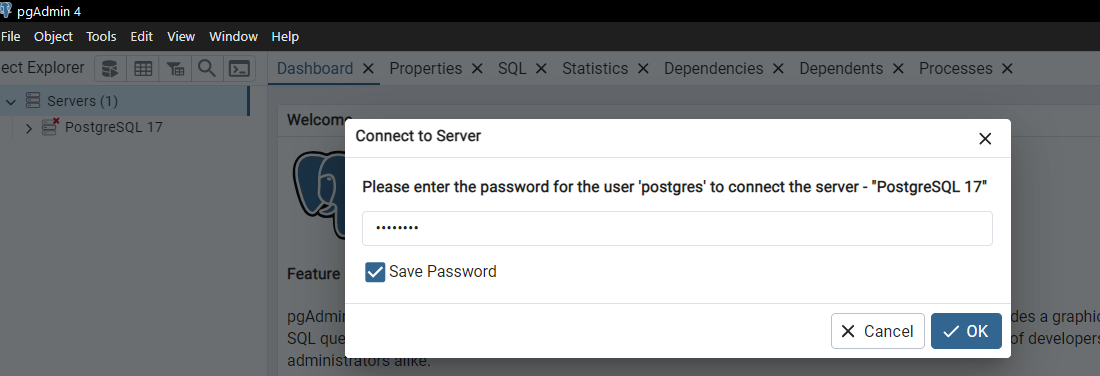 pgAdmin 4
File Object Tools Edit View Window Help
ect Explorer
Dashboard Properties SQL Statistics Dependencies Dependents Processes
Servers (1)
PostgreSQL 17
Welcome
Connect to Server
Please enter the password for the user 'postgres' to connect the server - "PostgreSQL 17"
••••••••
Save Password
Cancel OK
Feature
pgAdmin
des a graphic
SQL que
of developers
administrators alike.